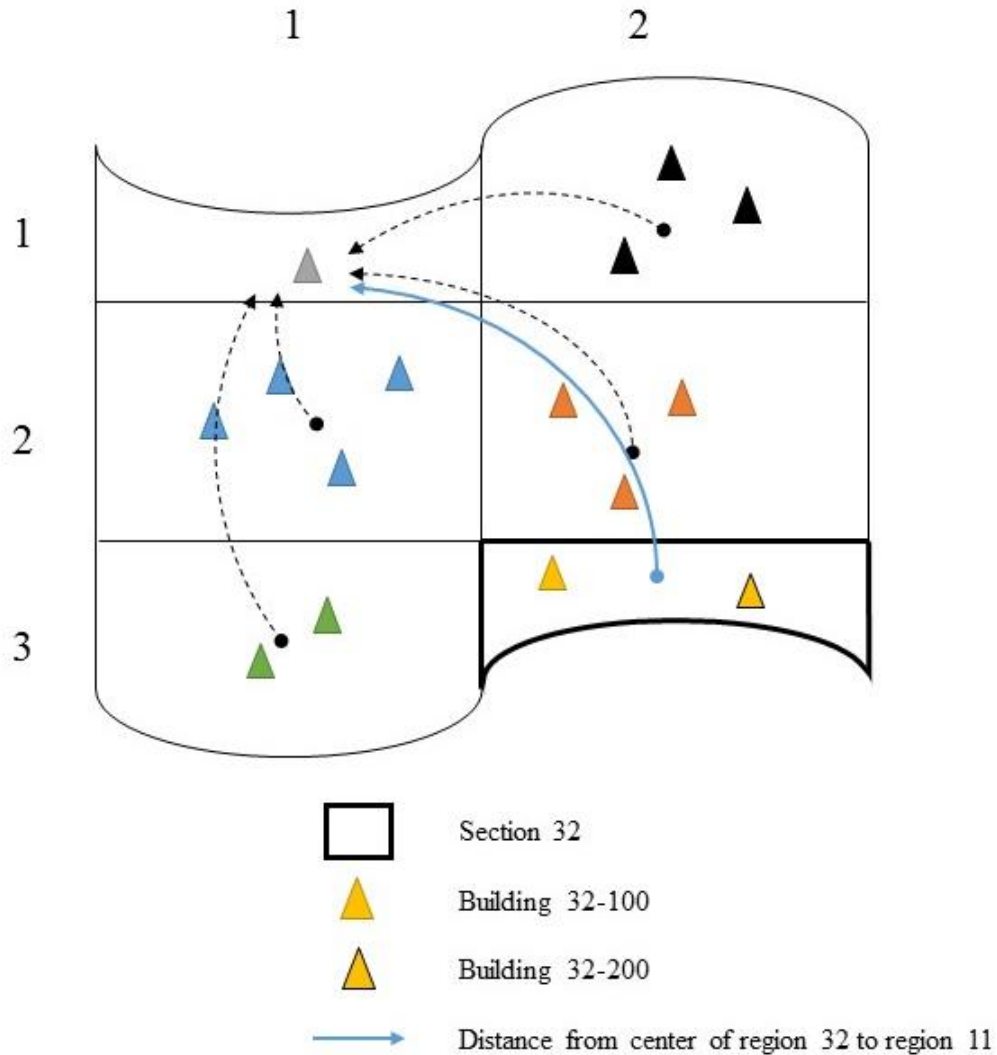 1 2
1
2
3
Section 32
Building 32-100
Building 32-200
Distance from center of region 32 to region 11